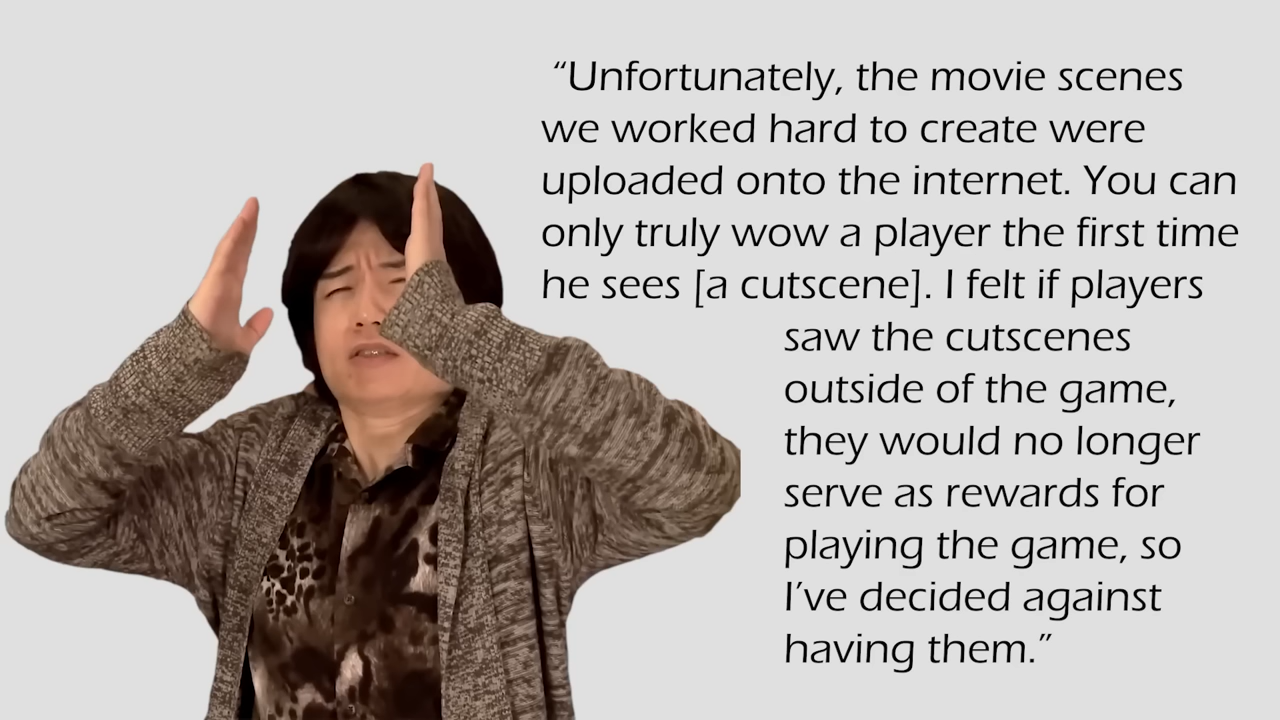 “Unfortunately, the movie scenes
we worked hard to create were
uploaded onto the internet. You can
only truly wow a player the first time
he sees [a cutscene]. I felt if players
saw the cutscenes
outside of the game,
they would no longer
serve as rewards for
playing the game, so
I’ve decided against
having them.”